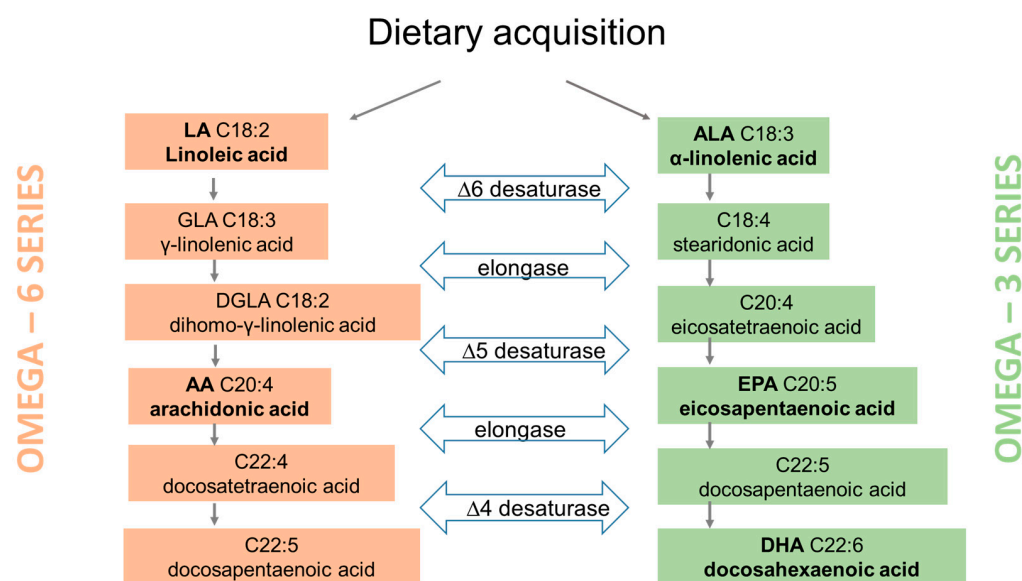 Dietary acquisition
OMEGA – 6 SERIES
LA C18:2
Linoleic acid
GLA C18:3
γ-linolenic acid
DGLA C18:2
dihomo-γ-linolenic acid
AA C20:4
arachidonic acid
C22:4
docosatetraenoic acid
C22:5
docosapentaenoic acid
Δ6 desaturase
elongase
Δ5 desaturase
elongase
Δ4 desaturase
ALA C18:3
α-linolenic acid
C18:4
stearidonic acid
C20:4
eicosatetraenoic acid
EPA C20:5
eicosapentaenoic acid
C22:5
docosapentaenoic acid
DHA C22:6
docosahexaenoic acid
OMEGA – 3 SERIES